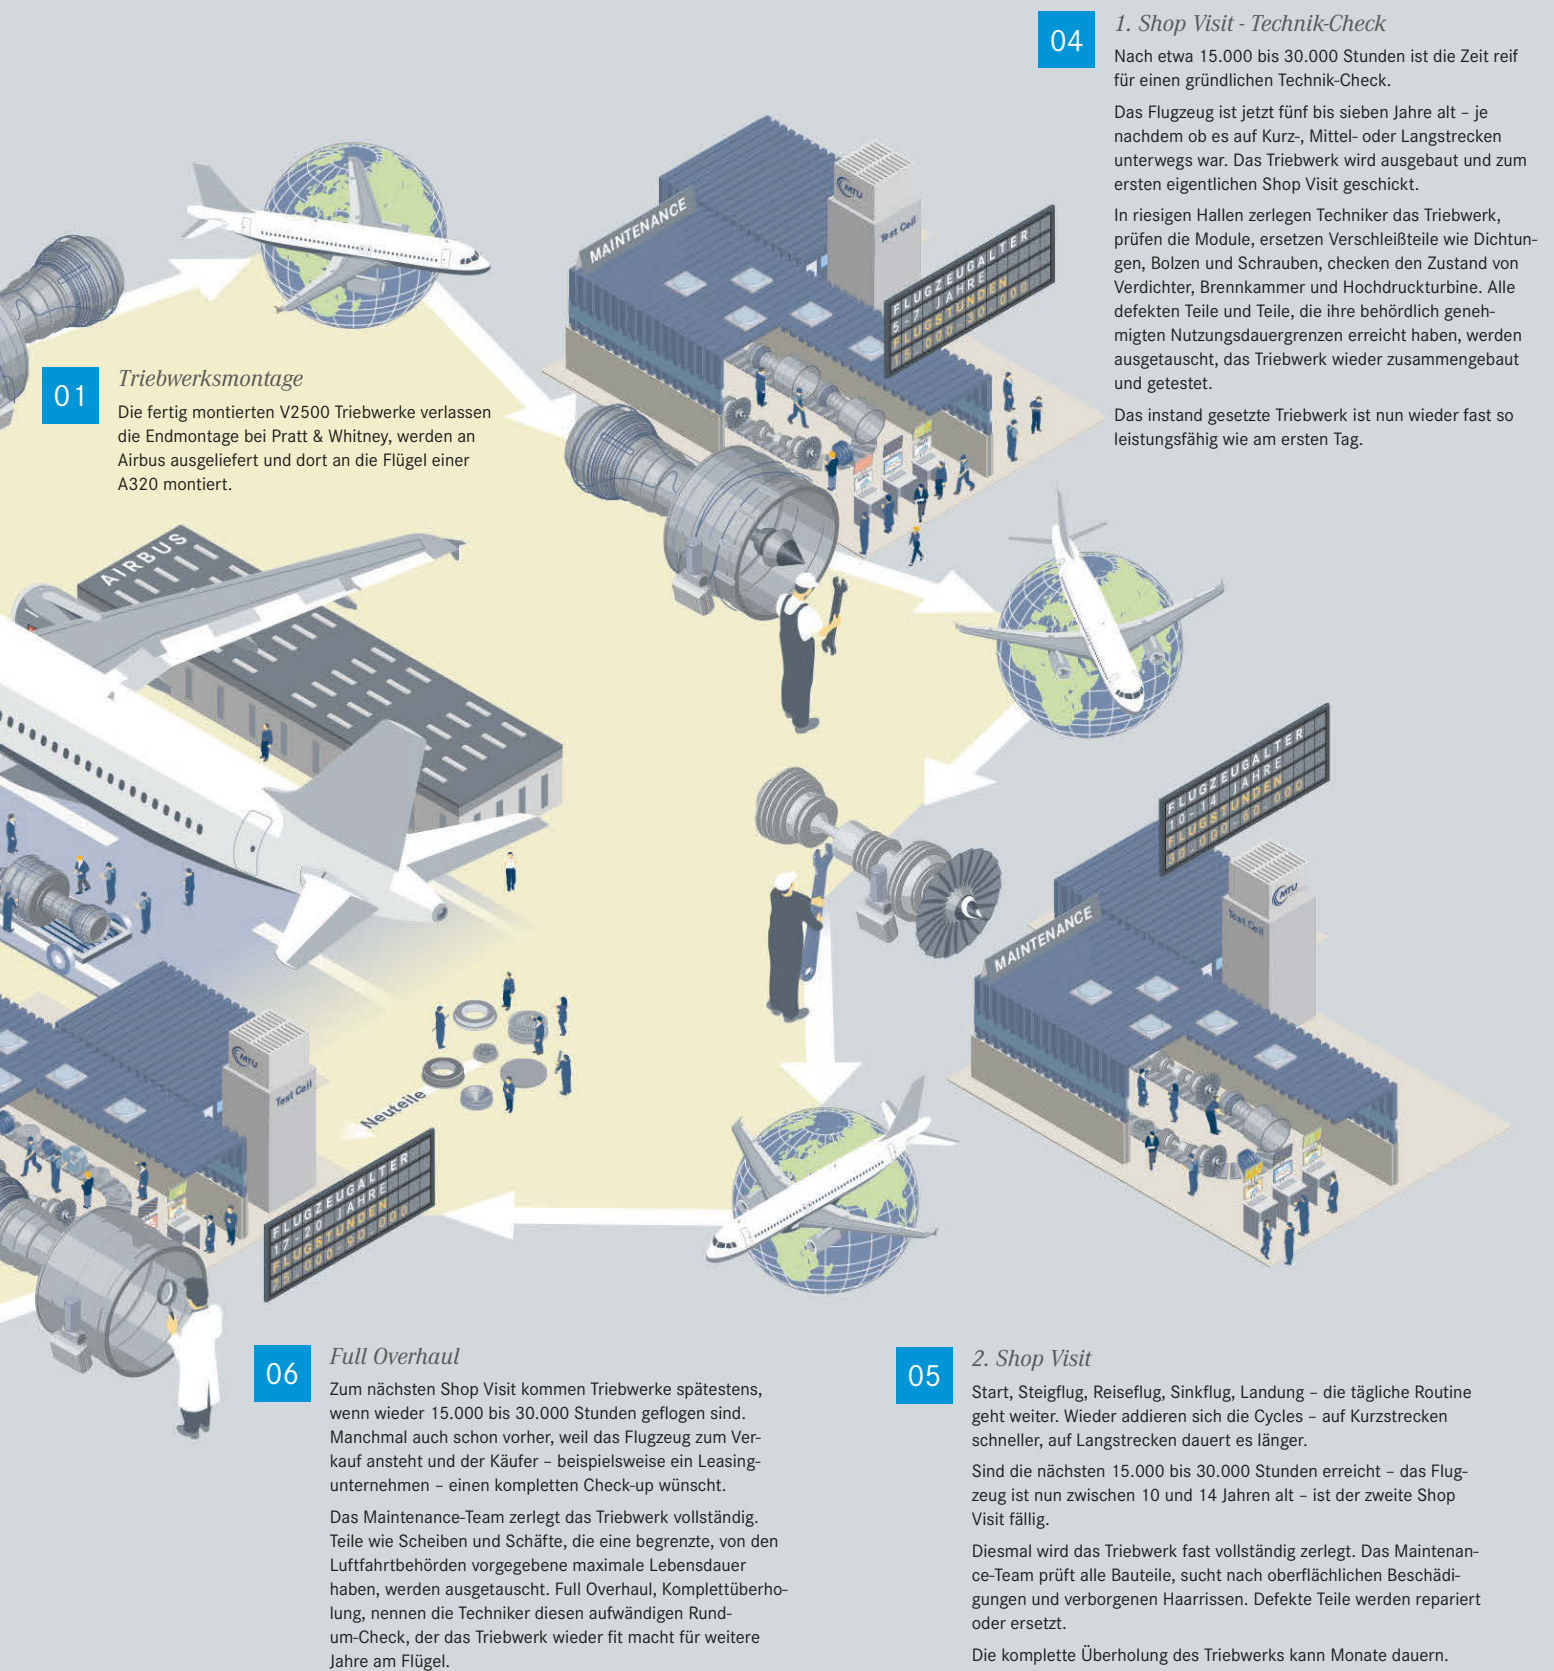 04
1. Shop Visit - Technik-Check
Nach etwa 15.000 bis 30.000 Stunden ist die Zeit reif
für einen gründlichen Technik-Check.
Das Flugzeug ist jetzt fünf bis sieben Jahre alt – je
nachdem ob es auf Kurz-, Mittel- oder Langstrecken
unterwegs war. Das Triebwerk wird ausgebaut und zum
ersten eigentlichen Shop Visit geschickt.
In riesigen Hallen zerlegen Techniker das Triebwerk,
prüfen die Module, ersetzen Verschleißteile wie Dichtun-
gen, Bolzen und Schrauben, checken den Zustand von
Verdichter, Brennkammer und Hochdruckturbine. Alle
defekten Teile und Teile, die ihre behördlich geneh-
migten Nutzungsdauergrenzen erreicht haben, werden
ausgetauscht, das Triebwerk wieder zusammengebaut
und getestet.
Das instand gesetzte Triebwerk ist nun wieder fast so
leistungsfähig wie am ersten Tag.
MTU
Test Cell
MAINTENANCE
FLUGZEUGALTER
5-7 JAHRE
FLUGSTUNDEN
15.000-30.000
01
Triebwerksmontage
Die fertig montierten V2500 Triebwerke verlassen
die Endmontage bei Pratt & Whitney, werden an
Airbus ausgeliefert und dort an die Flügel einer
A320 montiert.
AIRBUS
FLUGZEUGALTER
10-14 JAHRE
FLUGSTUNDEN
30.000-60.000
MTU
Test Cell
MAINTENANCE
MTU
Test Cell
Neuteile
FLUGZEUGALTER
17-20 JAHRE
FLUGSTUNDEN
75.000-90.000
06
Full Overhaul
Zum nächsten Shop Visit kommen Triebwerke spätestens,
wenn wieder 15.000 bis 30.000 Stunden geflogen sind.
Manchmal auch schon vorher, weil das Flugzeug zum Ver-
kauf ansteht und der Käufer – beispielsweise ein Leasing-
unternehmen – einen kompletten Check-up wünscht.
Das Maintenance-Team zerlegt das Triebwerk vollständig.
Teile wie Scheiben und Schäfte, die eine begrenzte, von den
Luftfahrtbehörden vorgegebene maximale Lebensdauer
haben, werden ausgetauscht. Full Overhaul, Komplettüberho-
lung, nennen die Techniker diesen aufwändigen Rund-
um-Check, der das Triebwerk wieder fit macht für weitere
Jahre am Flügel.
05
2. Shop Visit
Start, Steigflug, Reiseflug, Sinkflug, Landung – die tägliche Routine
geht weiter. Wieder addieren sich die Cycles – auf Kurzstrecken
schneller, auf Langstrecken dauert es länger.
Sind die nächsten 15.000 bis 30.000 Stunden erreicht – das Flug-
zeug ist nun zwischen 10 und 14 Jahren alt – ist der zweite Shop
Visit fällig.
Diesmal wird das Triebwerk fast vollständig zerlegt. Das Maintenan-
ce-Team prüft alle Bauteile, sucht nach oberflächlichen Beschädi-
gungen und verborgenen Haarrissen. Defekte Teile werden repariert
oder ersetzt.
Die komplette Überholung des Triebwerks kann Monate dauern.